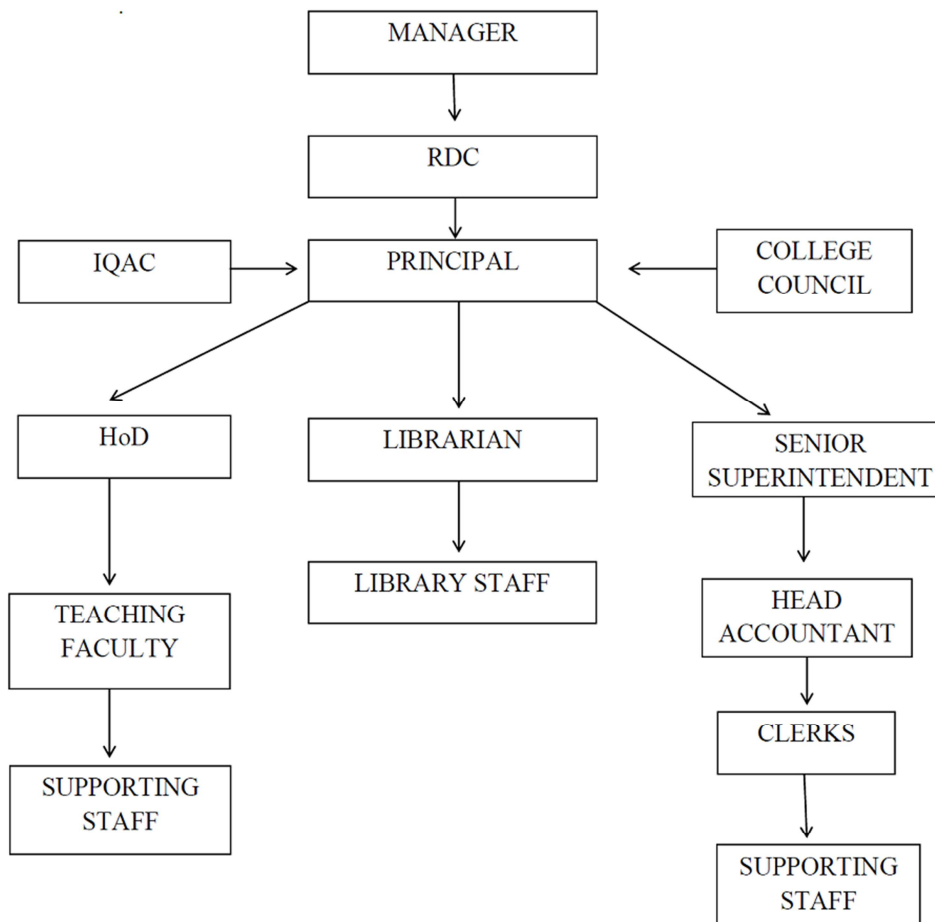 MANAGER
RDC
IQAC
PRINCIPAL
COLLEGE
COUNCIL
HoD
LIBRARIAN
SENIOR
SUPERINTENDENT
TEACHING
FACULTY
LIBRARY STAFF
HEAD
ACCOUNTANT
CLERKS
SUPPORTING
STAFF
SUPPORTING
STAFF